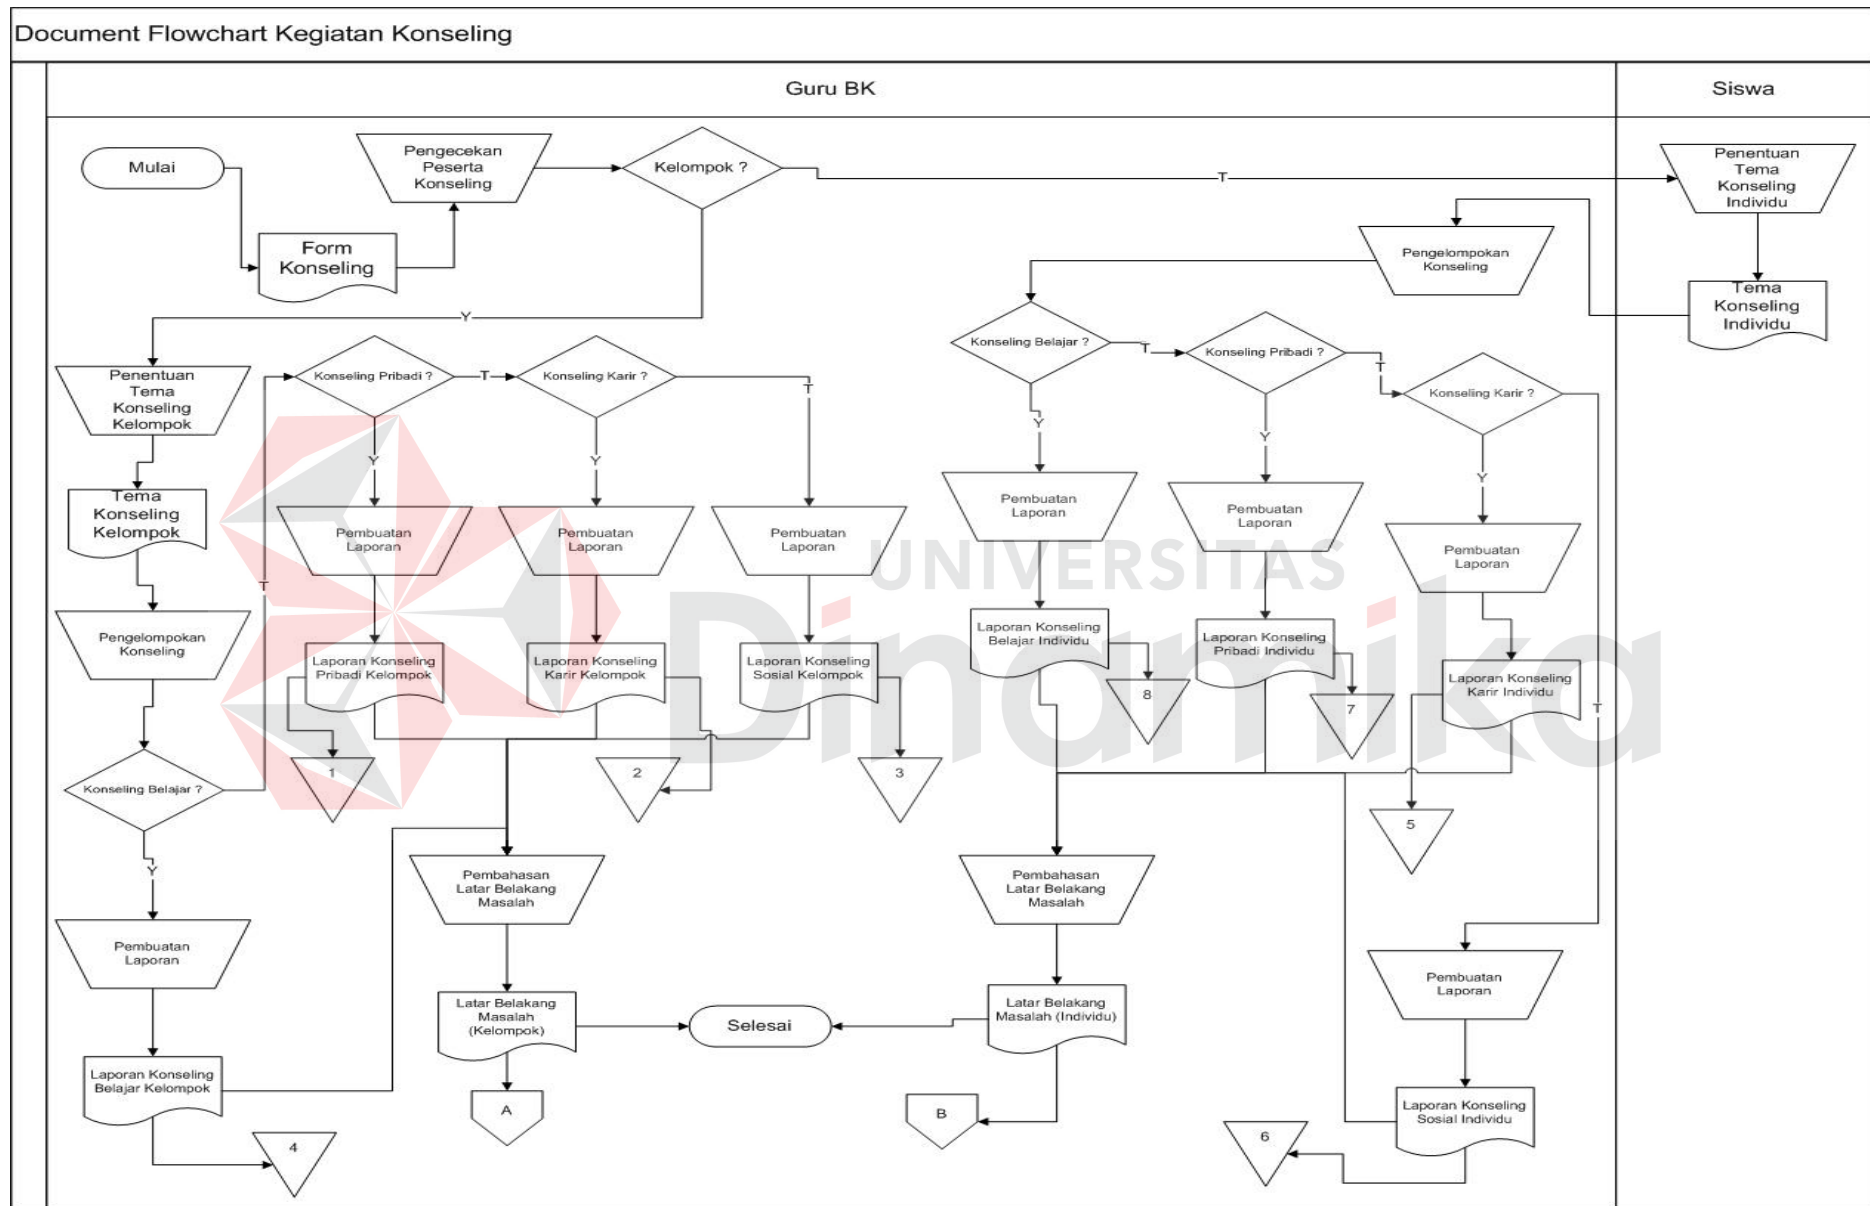 Document Flowchart Kegiatan Konseling
Guru BK
Siswa
Mulai
Form
Konseling
Pengecekan
Peserta
Konseling
Kelompok ?
T
Penentuan
Tema
Konseling
Individu
Tema
Konseling
Individu
Pengelompokan
Konseling
Y
Penentuan
Tema
Konseling
Kelompok
Tema
Konseling
Kelompok
Pengelompokan
Konseling
Konseling Belajar ?
T
Y
Pembuatan
Laporan
Laporan Konseling
Belajar Kelompok
4
Konseling Pribadi ?
T
Y
Pembuatan
Laporan
Laporan Konseling
Pribadi Kelompok
1
Konseling Karir ?
T
Y
Pembuatan
Laporan
Laporan Konseling
Karir Kelompok
2
Pembuatan
Laporan
Laporan Konseling
Sosial Kelompok
3
Pembahasan
Latar Belakang
Masalah
Latar Belakang
Masalah
(Kelompok)
A
Selesai
Konseling Belajar ?
T
Y
Pembuatan
Laporan
Laporan Konseling
Belajar Individu
8
Konseling Pribadi ?
T
Y
Pembuatan
Laporan
Laporan Konseling
Pribadi Individu
7
Konseling Karir ?
T
Y
Pembuatan
Laporan
Laporan Konseling
Karir Individu
5
Pembuatan
Laporan
Laporan Konseling
Sosial Individu
6
Pembahasan
Latar Belakang
Masalah
Latar Belakang
Masalah (Individu)
B
UNIVERSITAS
Dinamika